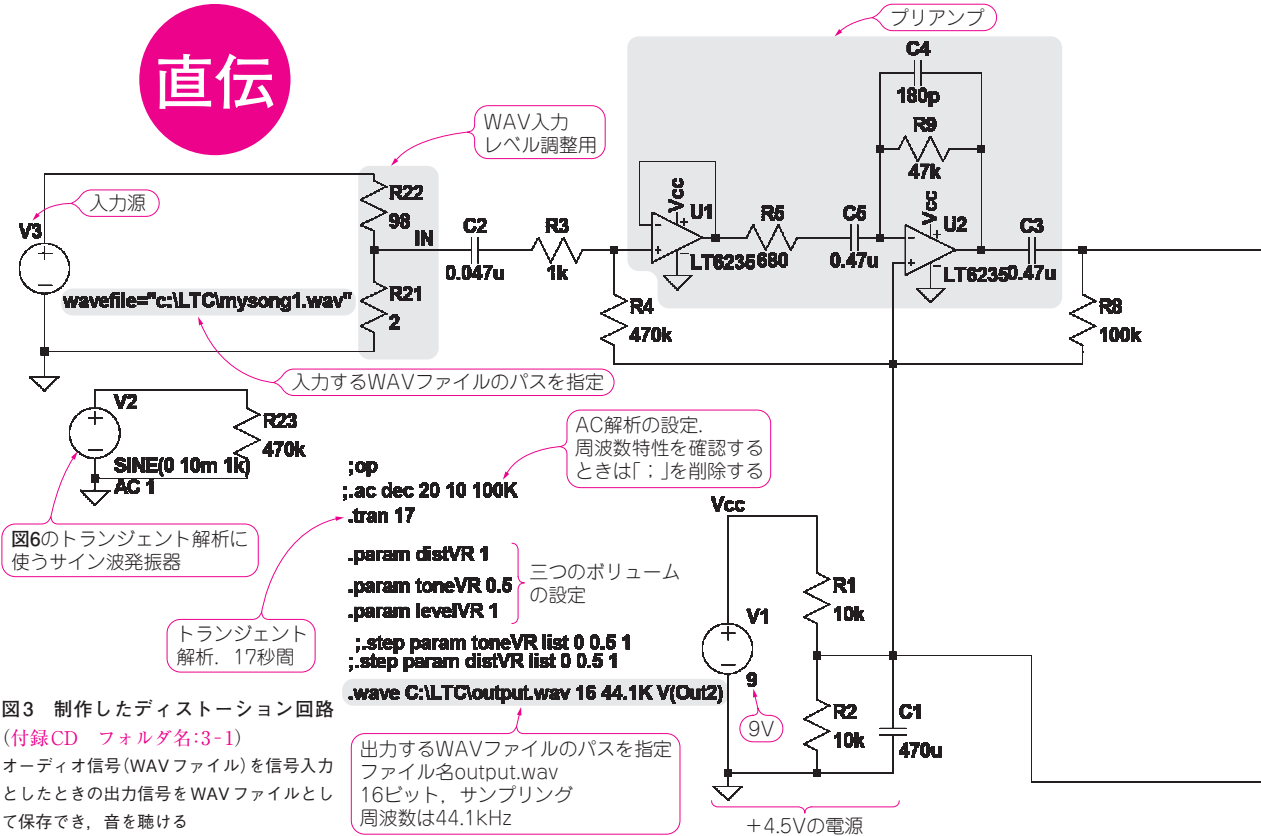 直伝
プリアンプ
WAV入力
レベル調整用
入力源
V3
wavefile="c:\LTC\mysong1.wav"
R22
98
IN
R21
2
C2
0.047u
R3
1k
R4
470k
U1
Vcc
LT6235
R5
680
C5
0.47u
C4
180p
R9
47k
Vcc
U2
LT6235
C3
0.47u
R8
100k
入力するWAVファイルのパスを指定
V2
SINE(0 10m 1k)
AC 1
R23
470k
図6のトランジェント解析に
使うサイン波発振器
AC解析の設定.
周波数特性を確認する
ときは「;」を削除する
;op
;.ac dec 20 10 100K
.tran 17
.param distVR 1
.param toneVR 0.5
.param levelVR 1
三つのボリューム
の設定
トランジェント
解析.17秒間
;.step param toneVR list 0 0.5 1
;.step param distVR list 0 0.5 1
.wave C:\LTC\output.wav 16 44.1K V(Out2)
出力するWAVファイルのパスを指定
ファイル名output.wav
16ビット,サンプリング
周波数は44.1kHz
Vcc
V1
9
9V
R1
10k
R2
10k
C1
470u
+4.5Vの電源
図3 制作したディストーション回路
(付録CD フォルダ名:3-1)
オーディオ信号(WAVファイル)を信号入力
としたときの出力信号をWAVファイルとし
て保存でき,音を聴ける